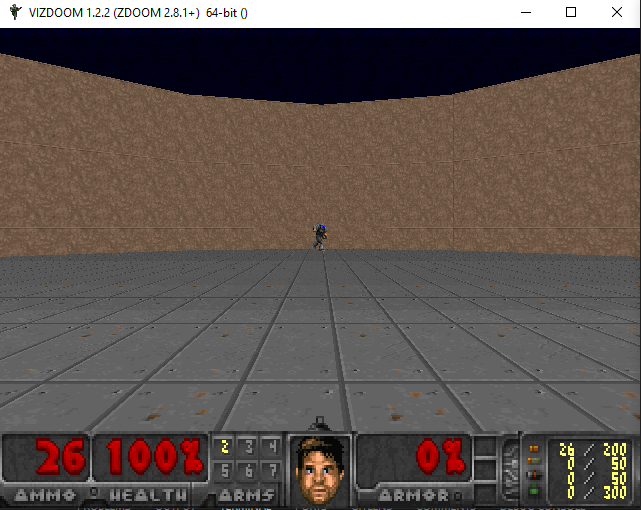 VIZDOOM 1.2.2 (ZDOOM 2.8.1+) 64-bit ()
26 100% 2 3 4 0% 26 / 200
0 / 50
5 6 7 0 / 50
0 / 300
AMMO HEALTH ARMS ARMOR